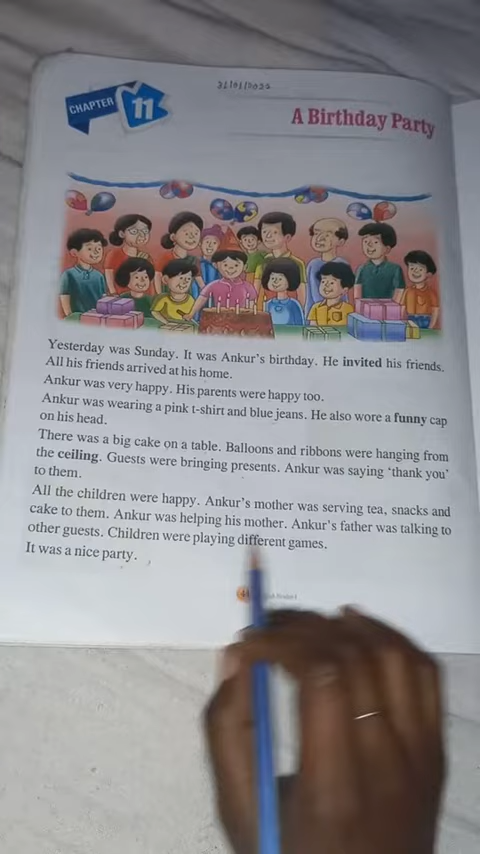 31/01/2025
CHAPTER 11
A Birthday Party
Yesterday was Sunday. It was Ankur's birthday. He invited his friends.
All his friends arrived at his home.
Ankur was very happy. His parents were happy too.
Ankur was wearing a pink t-shirt and blue jeans. He also wore a funny cap
on his head.
There was a big cake on a table. Balloons and ribbons were hanging from
the ceiling. Guests were bringing presents. Ankur was saying 'thank you'
to them.
All the children were happy. Ankur's mother was serving tea, snacks and
cake to them. Ankur was helping his mother. Ankur's father was talking to
other guests. Children were playing different games.
It was a nice party.